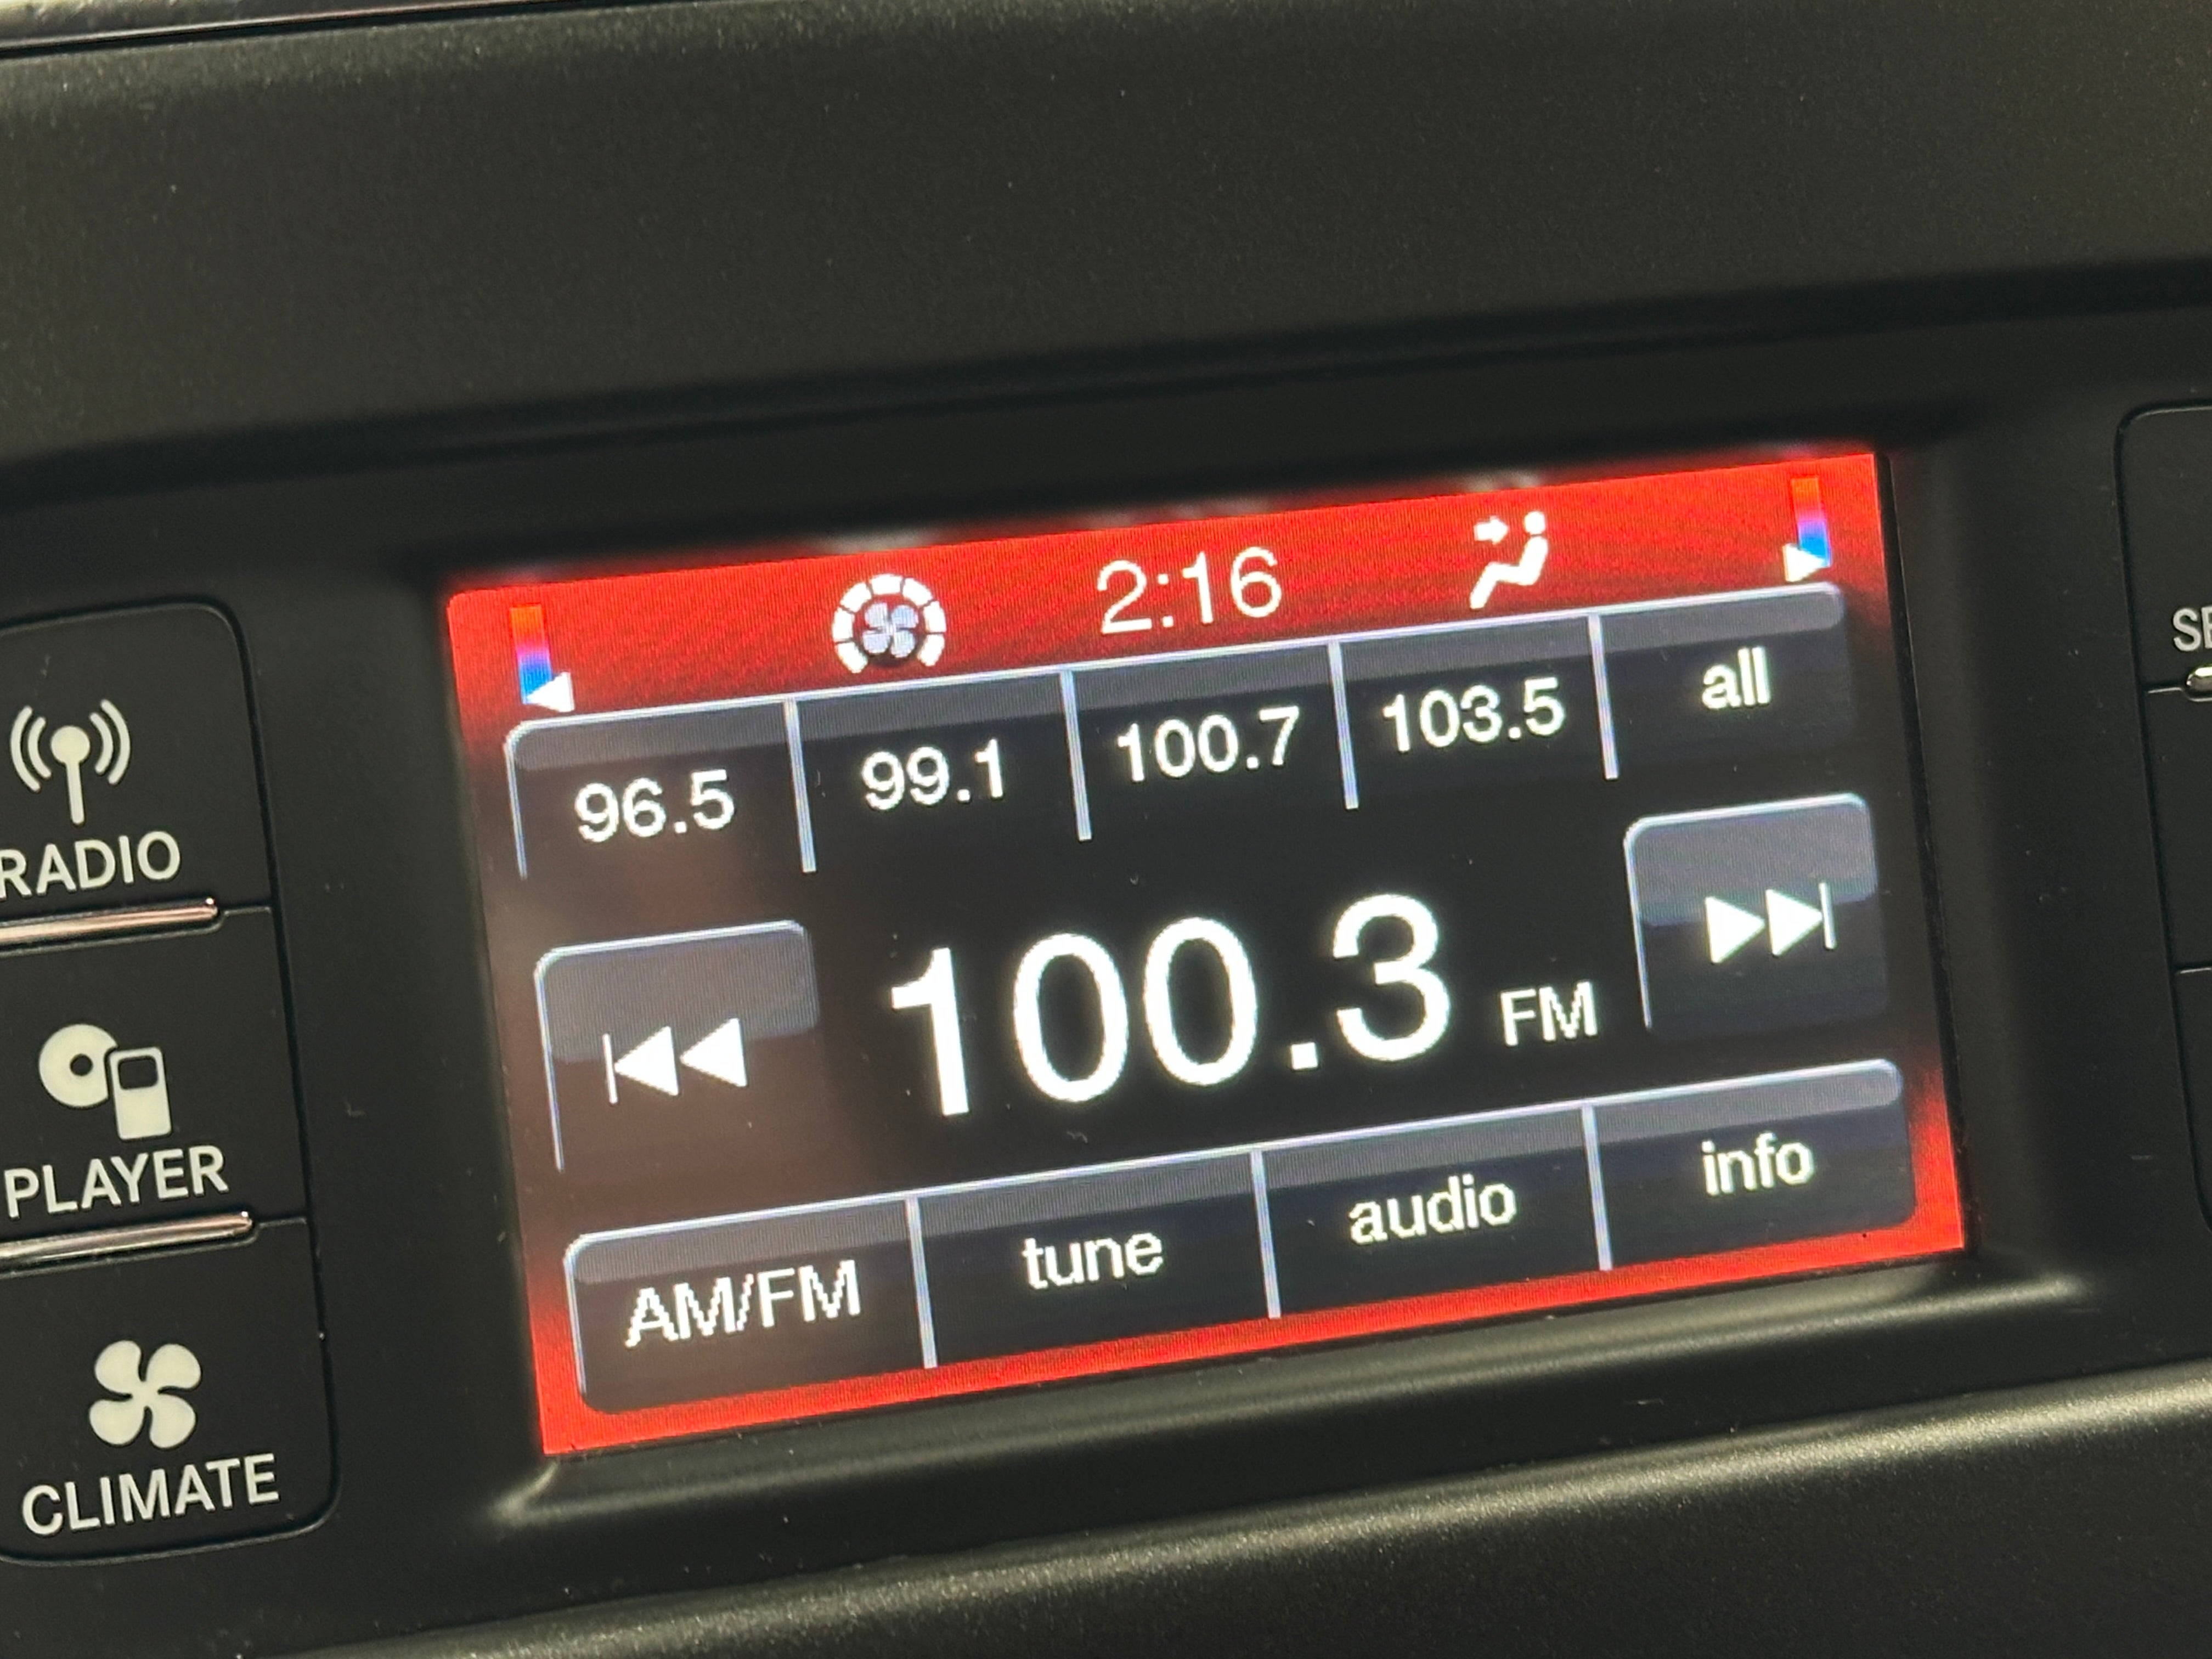 2:16
96.5 99.1 100.7 103.5 all
100.3 FM
AM/FM tune audio info
RADIO
PLAYER
CLIMATE